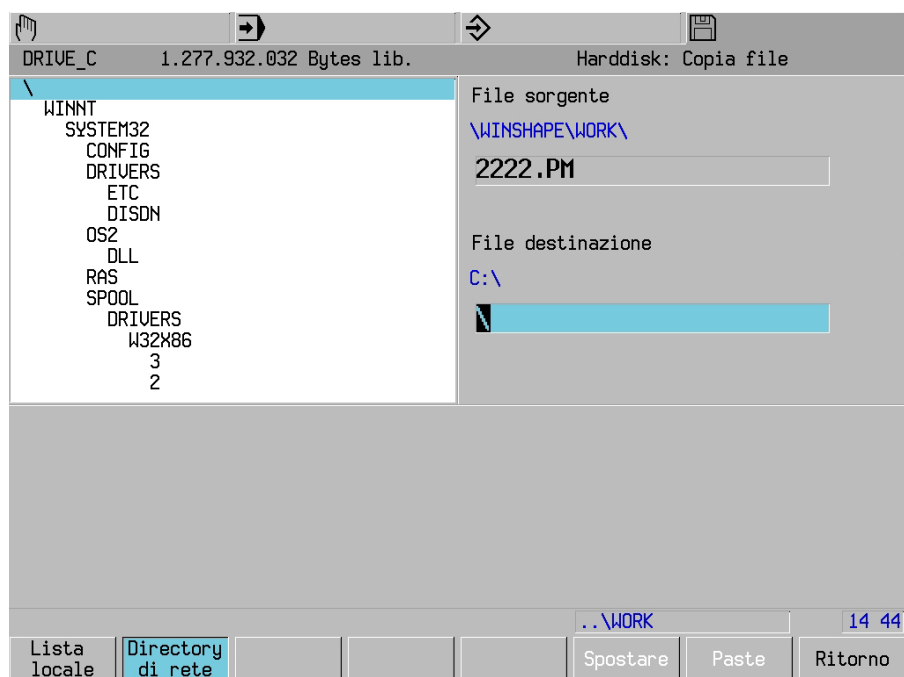 DRIVE_C 1.277.932.032 Bytes lib. Harddisk: Copia file
\
WINNT
SYSTEM32
CONFIG
DRIVERS
ETC
DISDN
OS2
DLL
RAS
SPOOL
DRIVERS
W32X86
3
2
File sorgente
\WINSHAPE\WORK\
2222.PM
File destinazione
C:\
\
..\WORK 14 44
Lista locale
Directory di rete
Spostare
Paste
Ritorno